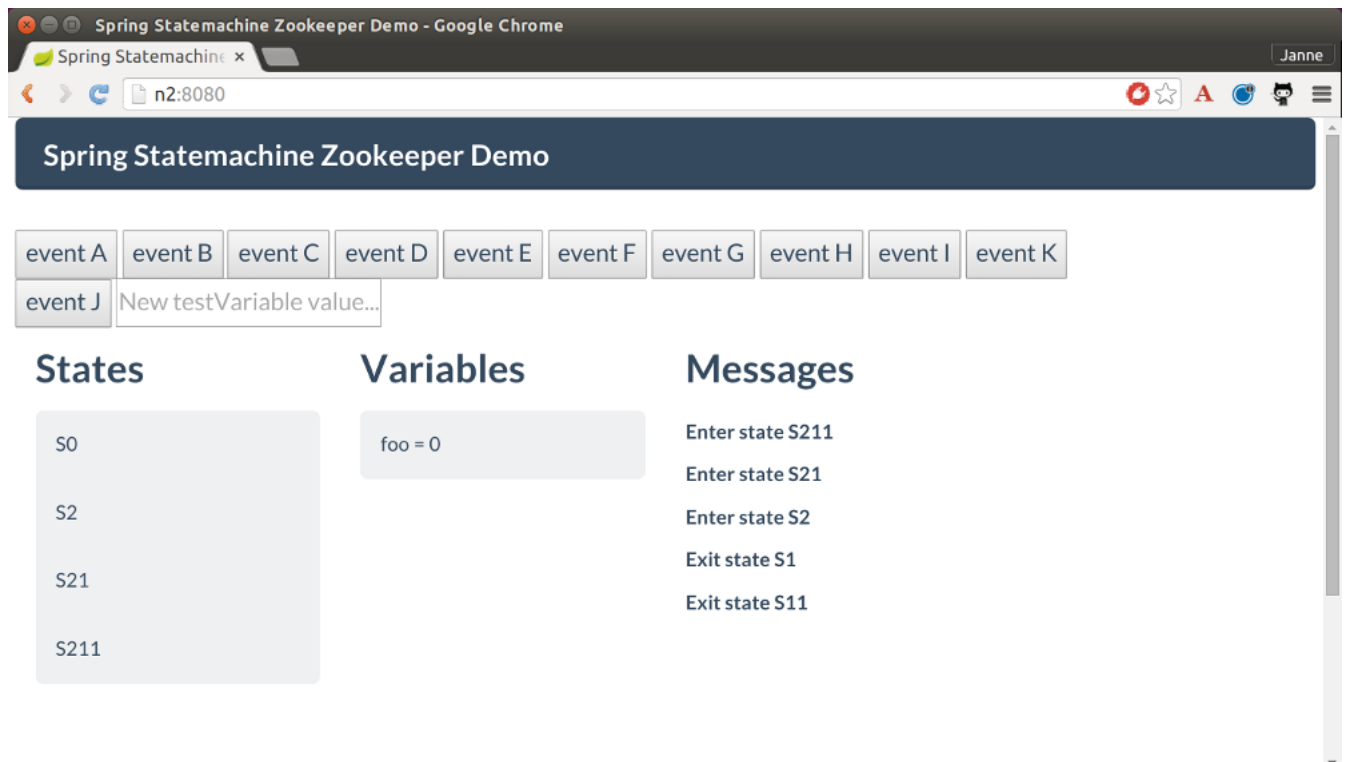 Spring Statemachine Zookeeper Demo - Google Chrome
Spring Statemachine
Janne
n2:8080
A
Spring Statemachine Zookeeper Demo
event A event B event C event D event E event F event G event H event I event K
event J New testVariable value...
States Variables Messages
S0 foo = 0 Enter state S211
Enter state S21
S2 Enter state S2
Exit state S1
S21 Exit state S11
S211